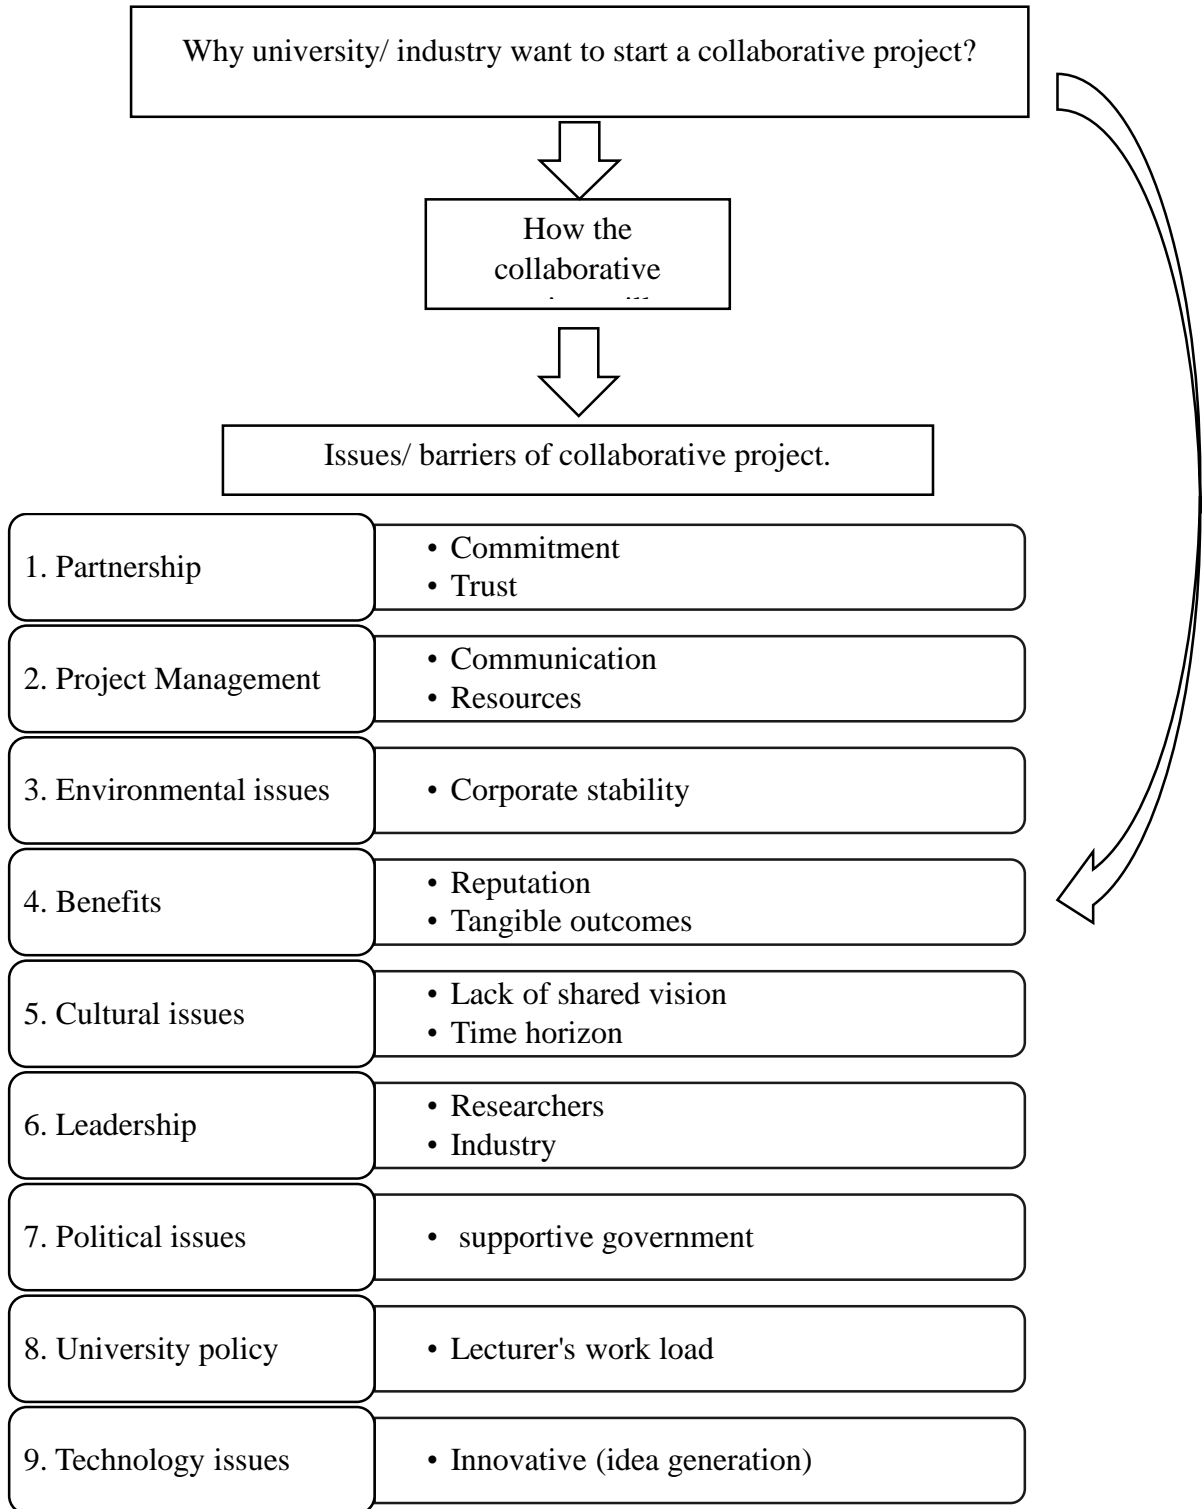 Why university/ industry want to start a collaborative project?
How the
collaborative
Issues/ barriers of collaborative project.
1. Partnership
• Commitment
• Trust
2. Project Management
• Communication
• Resources
3. Environmental issues
• Corporate stability
4. Benefits
• Reputation
• Tangible outcomes
5. Cultural issues
• Lack of shared vision
• Time horizon
6. Leadership
• Researchers
• Industry
7. Political issues
• supportive government
8. University policy
• Lecturer's work load
9. Technology issues
• Innovative (idea generation)